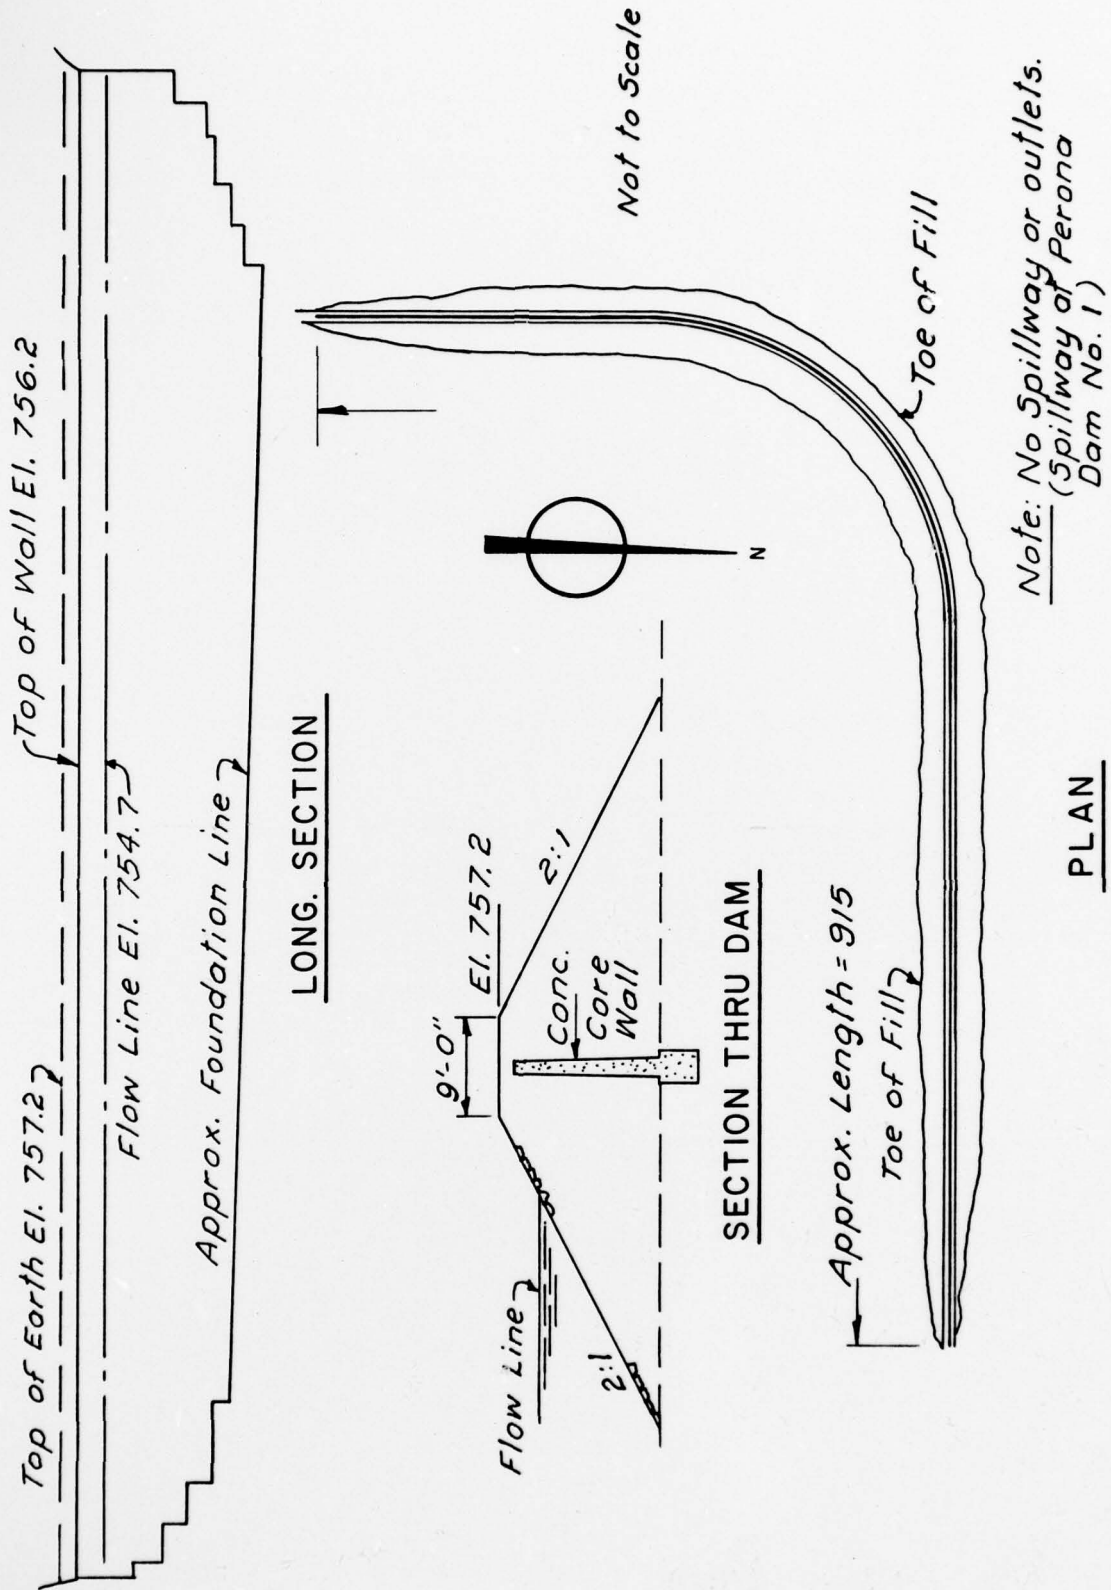 Top of Earth El. 757.2
Top of Wall El. 756.2
Flow Line El. 754.7
Approx. Foundation Line
LONG. SECTION
9'-0"
El. 757.2
Flow Line
2:1
Conc.
Core
Wall
2:1
SECTION THRU DAM
N
Not to Scale
Approx. Length = 915
Toe of Fill
Toe of Fill
PLAN
Note: No Spillway or outlets.
(Spillway at Perona
Dam No. 1)